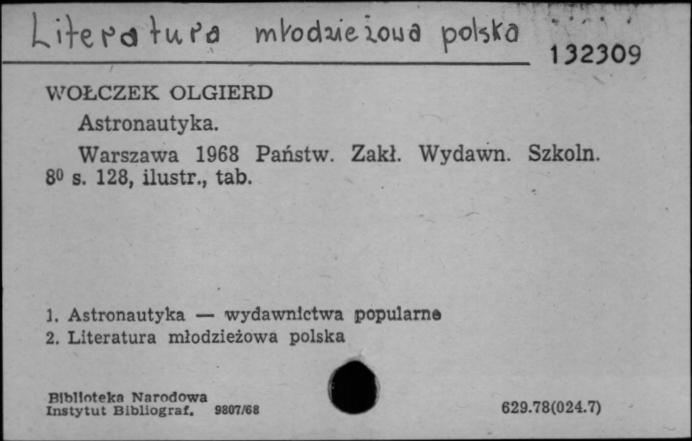 Literatura młodzieżowa polska
132309
WOŁCZEK OLGIERD
Astronautyka.
Warszawa 1968 Państw. Zakł. Wydawn. Szkoln.
8⁰ s. 128, ilustr., tab.
1. Astronautyka — wydawnictwa popularne
2. Literatura młodzieżowa polska
Biblioteka Narodowa
Instytut Bibliograf. 9807/68
629.78(024.7)